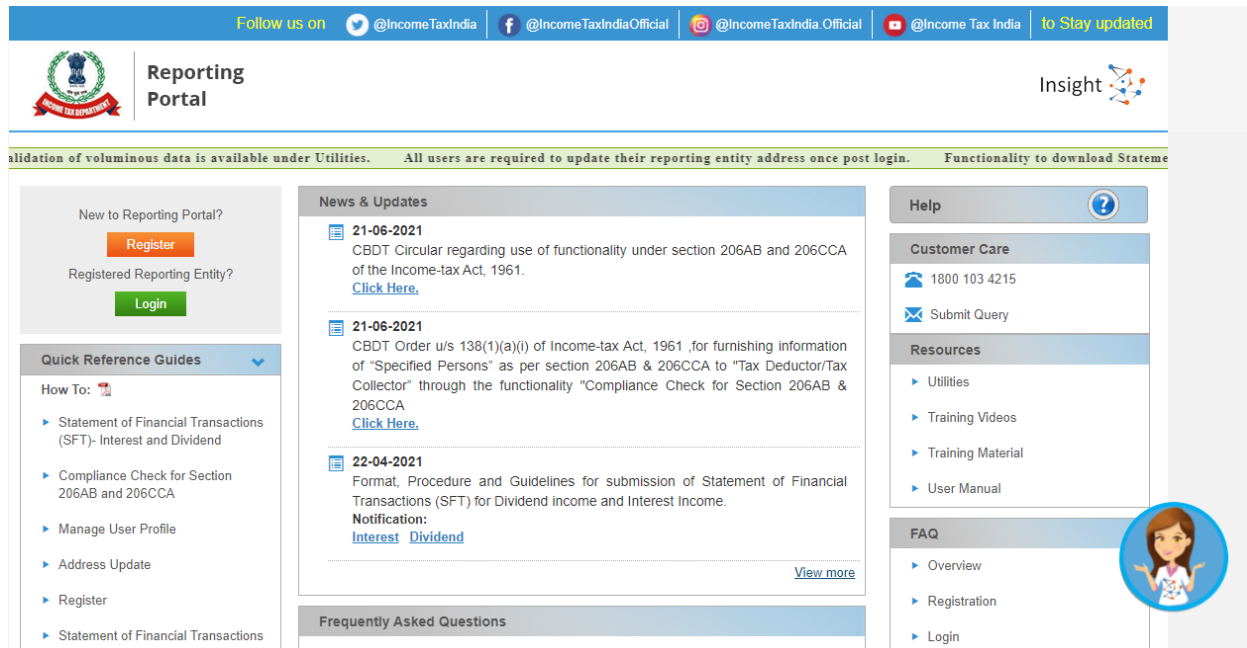 Follow us on @IncomeTaxIndia @IncomeTaxIndiaOfficial @IncomeTaxIndia.Official @Income Tax India to Stay updated
INCOME TAX DEPARTMENT
Reporting
Portal
Insight
alidation of voluminous data is available under Utilities. All users are required to update their reporting entity address once post login. Functionality to download Stateme
New to Reporting Portal?
Register
Registered Reporting Entity?
Login
Quick Reference Guides
How To:
Statement of Financial Transactions
(SFT)- Interest and Dividend
Compliance Check for Section
206AB and 206CCA
Manage User Profile
Address Update
Register
Statement of Financial Transactions
News & Updates
21-06-2021
CBDT Circular regarding use of functionality under section 206AB and 206CCA
of the Income-tax Act, 1961.
Click Here.
21-06-2021
CBDT Order u/s 138(1)(a)(i) of Income-tax Act, 1961 ,for furnishing information
of “Specified Persons” as per section 206AB & 206CCA to "Tax Deductor/Tax
Collector” through the functionality "Compliance Check for Section 206AB &
206CCA
Click Here.
22-04-2021
Format, Procedure and Guidelines for submission of Statement of Financial
Transactions (SFT) for Dividend income and Interest Income.
Notification:
Interest Dividend
View more
Frequently Asked Questions
Help ?
Customer Care
1800 103 4215
Submit Query
Resources
Utilities
Training Videos
Training Material
User Manual
FAQ
Overview
Registration
Login